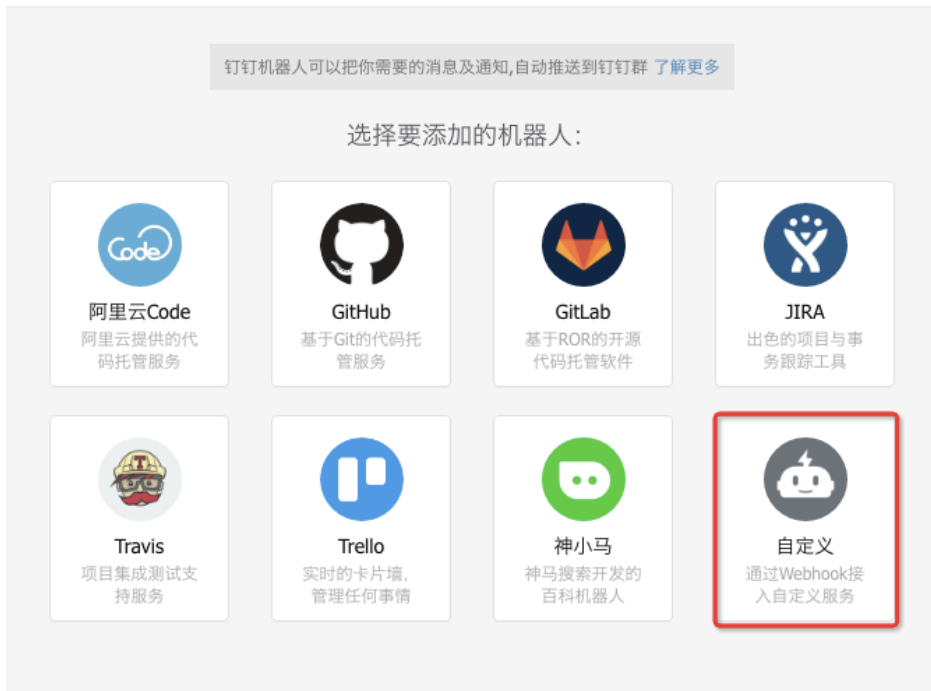 钉钉机器人可以把你需要的消息及通知,自动推送到钉钉群 了解更多
选择要添加的机器人:
Code
阿里云Code
阿里云提供的代
码托管服务
GitHub
基于Git的代码托
管服务
GitLab
基于ROR的开源
代码托管软件
JIRA
出色的项目与事
务跟踪工具
T
Travis
项目集成测试支
持服务
Trello
实时的卡片墙,
管理任何事情
神小马
神马搜索开发的
百科机器人
自定义
通过Webhook接
入自定义服务